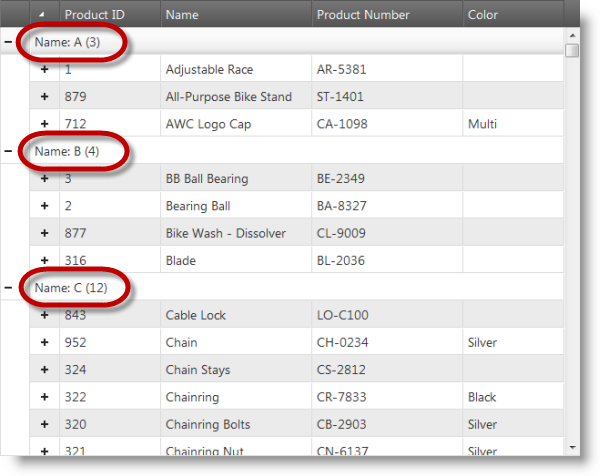 Product ID Name Product Number Color
Name: A (3)
1 Adjustable Race AR-5381
879 All-Purpose Bike Stand ST-1401
712 AWC Logo Cap CA-1098 Multi
Name: B (4)
3 BB Ball Bearing BE-2349
2 Bearing Ball BA-8327
877 Bike Wash - Dissolver CL-9009
316 Blade BL-2036
Name: C (12)
843 Cable Lock LO-C100
952 Chain CH-0234 Silver
324 Chain Stays CS-2812
322 Chainring CR-7833 Black
320 Chainring Bolts CB-2903 Silver
321 Chainring Nut CN-6137 Silver